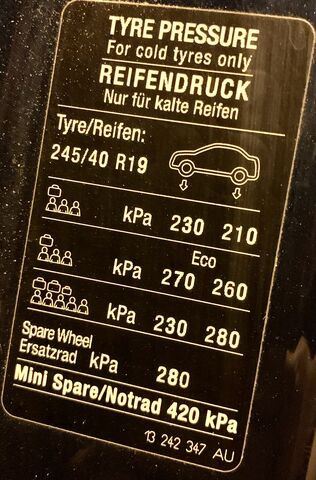 TYRE PRESSURE
For cold tyres only
REIFENDRUCK
Nur für kalte Reifen
Tyre/Reifen:
245/40 R19
kPa 230 210
Eco
kPa 270 260
kPa 230 280
Spare Wheel
Ersatzrad kPa 280
Mini Spare/Notrad 420 kPa
13 242 347 AU